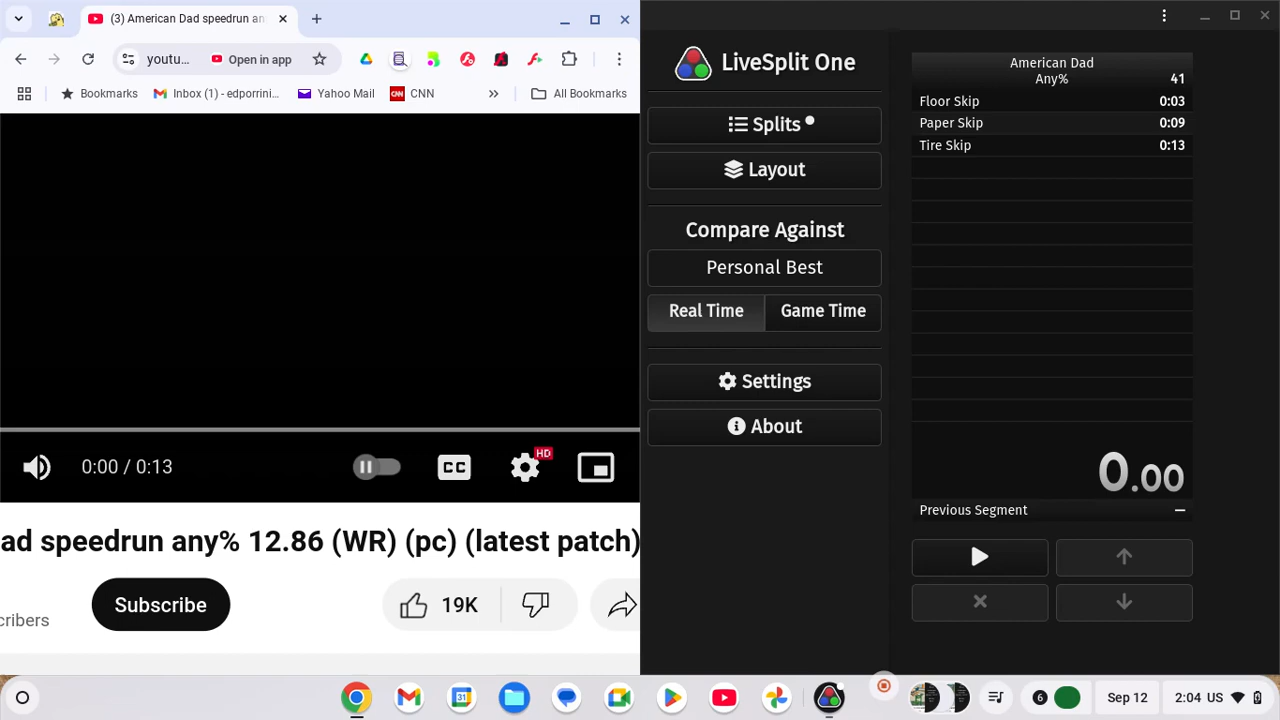 (3) American Dad speedrun an
youtu...
Open in app
Bookmarks
Inbox (1) - edporrini...
Yahoo Mail
CNN
All Bookmarks
0:00 / 0:13
CC
HD
ad speedrun any% 12.86 (WR) (pc) (latest patch)
cribers
Subscribe
19K
LiveSplit One
Splits
Layout
Compare Against
Personal Best
Real Time
Game Time
Settings
About
American Dad
Any% 41
Floor Skip 0:03
Paper Skip 0:09
Tire Skip 0:13
0.00
Previous Segment —
31
6
Sep 12
2:04 US